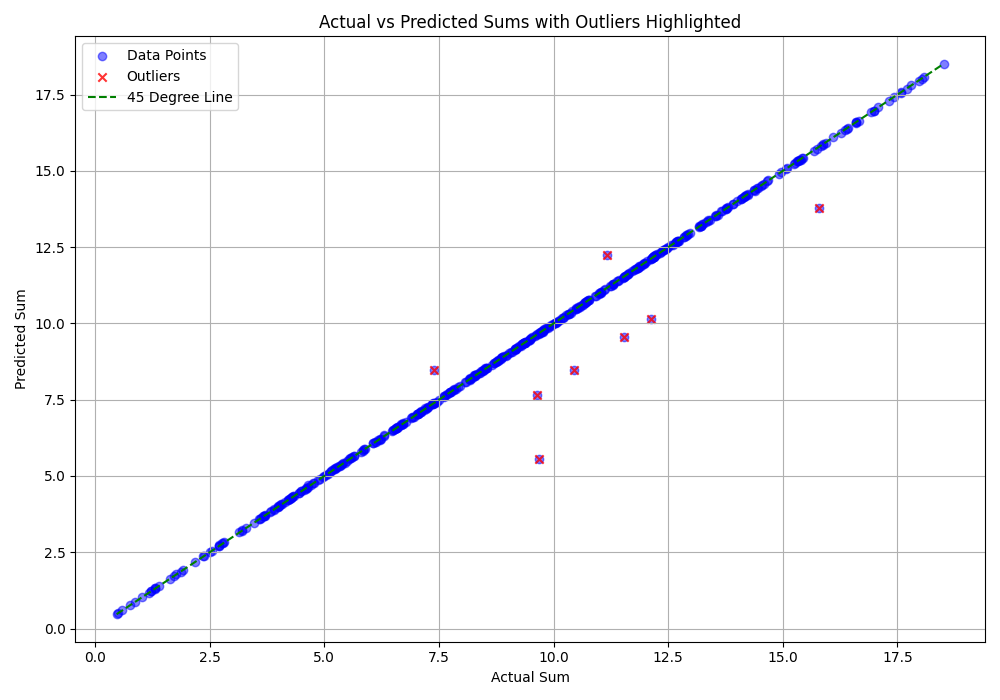 Actual vs Predicted Sums with Outliers Highlighted
Data Points
Outliers
45 Degree Line
17.5
15.0
12.5
10.0
7.5
5.0
2.5
0.0
Predicted Sum
0.0 2.5 5.0 7.5 10.0 12.5 15.0 17.5
Actual Sum